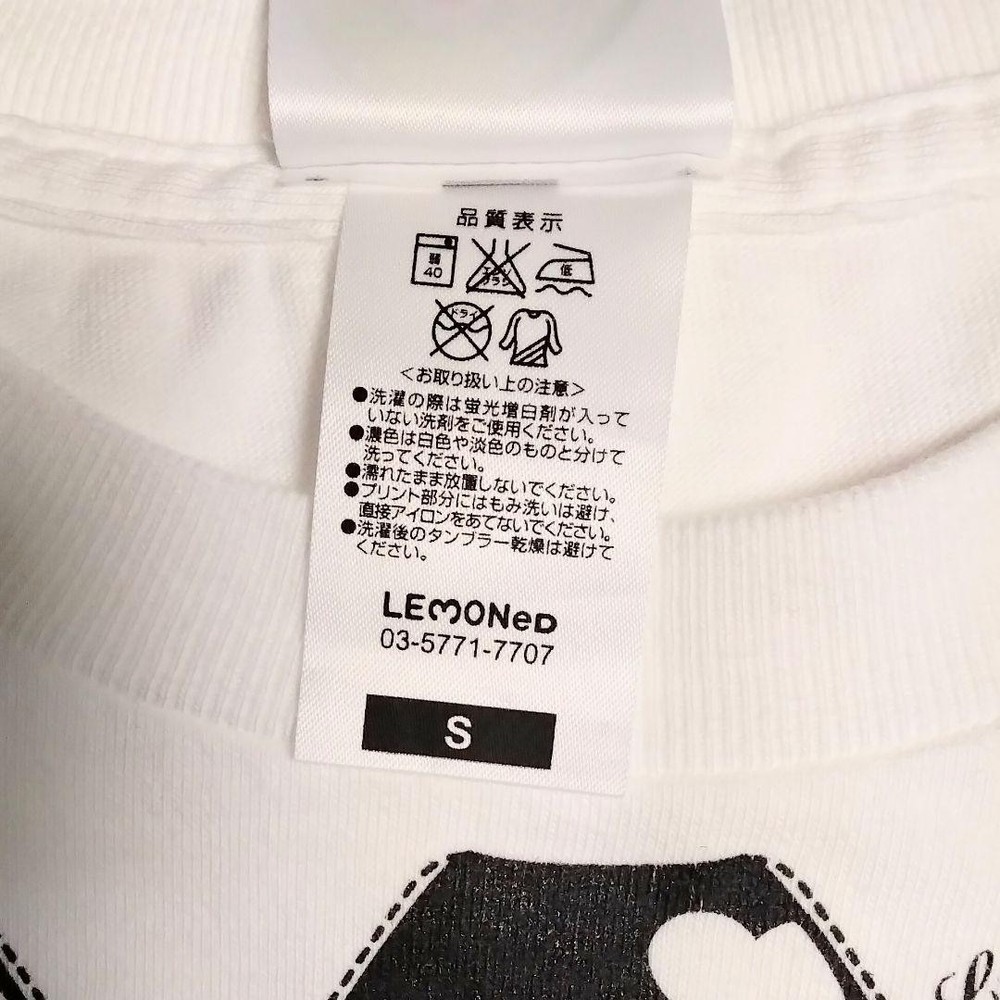 品質表示
弱
40
エンソ
サラシ
低
ドライ
＜お取り扱い上の注意＞
●洗濯の際は蛍光増白剤が入って
いない洗剤をご使用ください。
●濃色は白色や淡色のものと分けて
洗ってください。
●濡れたまま放置しないでください。
●プリント部分にはもみ洗いは避け、
直接アイロンをあてないでください。
●洗濯後のタンブラー乾燥は避けて
ください。
LEMONeD
03-5771-7707
S